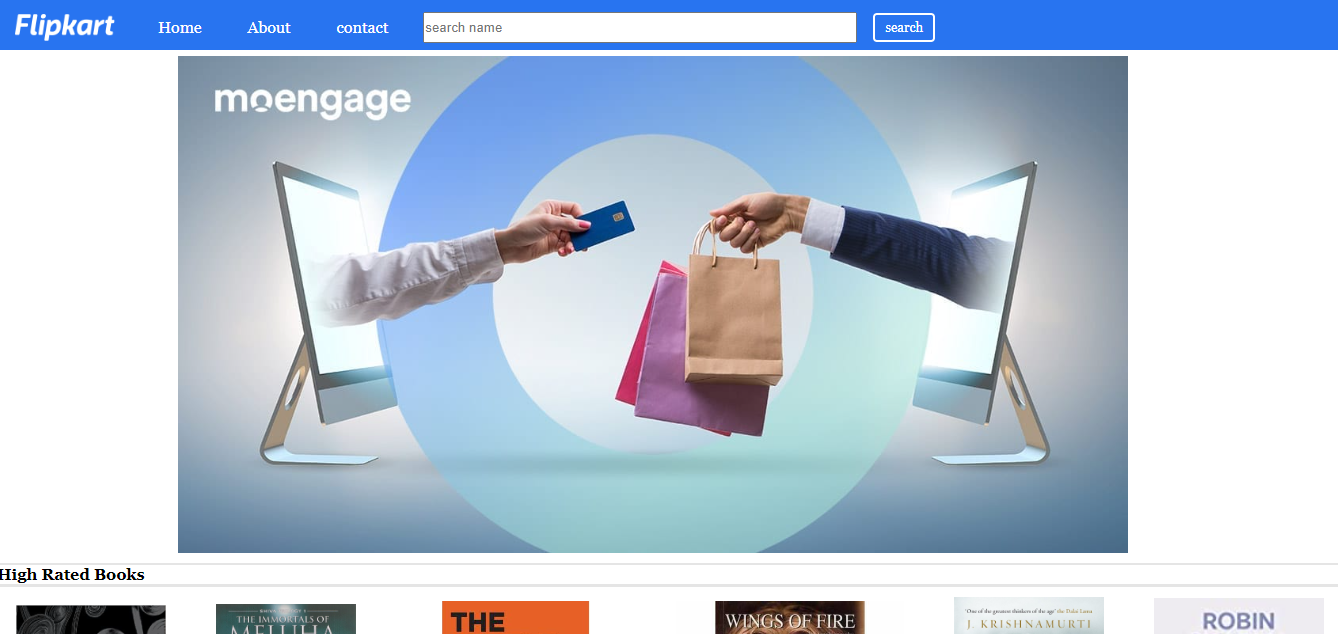 Flipkart Home About contact search name search
moengage
High Rated Books
THE IMMORTALS OF
MELUHA
THE
WINGS OF FIRE
'One of the greatest thinkers of the age' the Dalai Lama
J. KRISHNAMURTI
ROBIN